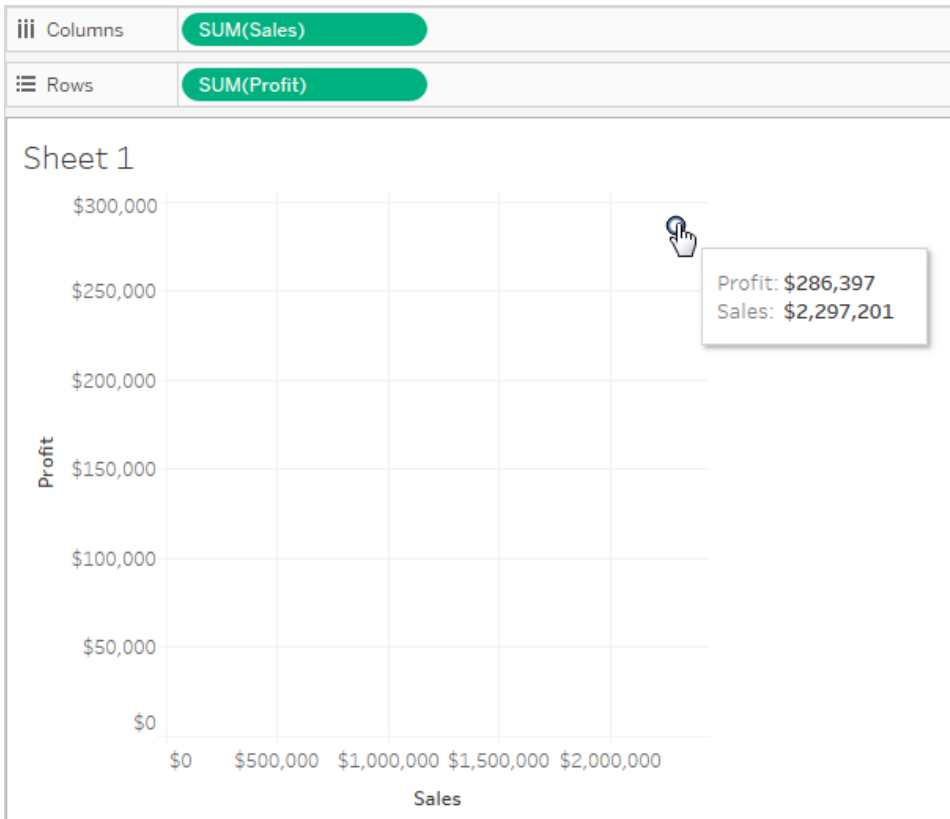 Columns
SUM(Sales)
Rows
SUM(Profit)
Sheet 1
$300,000
$250,000
$200,000
$150,000
$100,000
$50,000
$0
Profit
Profit: $286,397
Sales: $2,297,201
$0 $500,000 $1,000,000 $1,500,000 $2,000,000
Sales